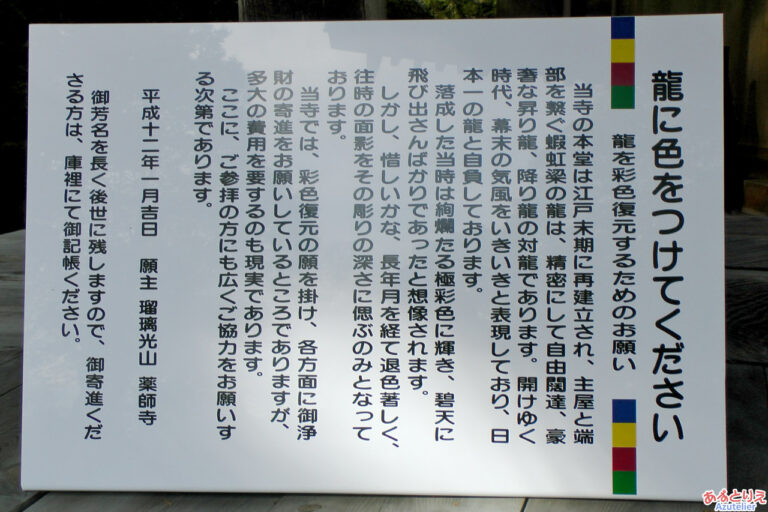 龍に色をつけてください
龍を彩色復元するためのお願い
当寺の本堂は江戸末期に再建立され、主屋と端
部を繋ぐ蝦虹梁の龍は、精密にして自由闊達、豪
奢な昇り龍、降り龍の対龍であります。開けゆく
時代、幕末の気風をいきいきと表現しており、日
本一の龍と自負しております。
落成した当時は絢爛たる極彩色に輝き、碧天に
飛び出さんばかりであったと想像されます。
しかし、惜しいかな、長年月を経て退色著しく、
往時の面影をその彫りの深さに偲ぶのみとなって
おります。
当寺では、彩色復元の願を掛け、各方面に御浄
財の寄進をお願いしているところでありますが、
多大の費用を要するのも現実であります。
ここに、ご参拝の方にも広くご協力をお願いす
る次第であります。
平成十二年一月吉日 願主 瑠璃光山 薬師寺
御芳名を長く後世に残しますので、御寄進くだ
さる方は、庫裡にて御記帳ください。
あるとりえ
Azutelier